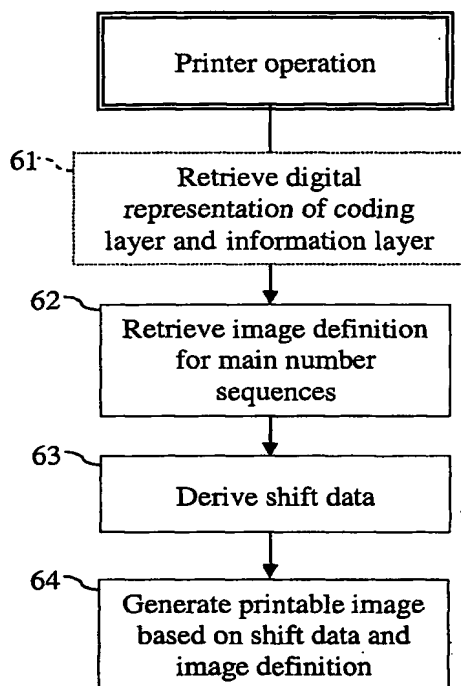 Printer operation
61
Retrieve digital
representation of coding
layer and information layer
62
Retrieve image definition
for main number
sequences
63
Derive shift data
64
Generate printable image
based on shift data and
image definition